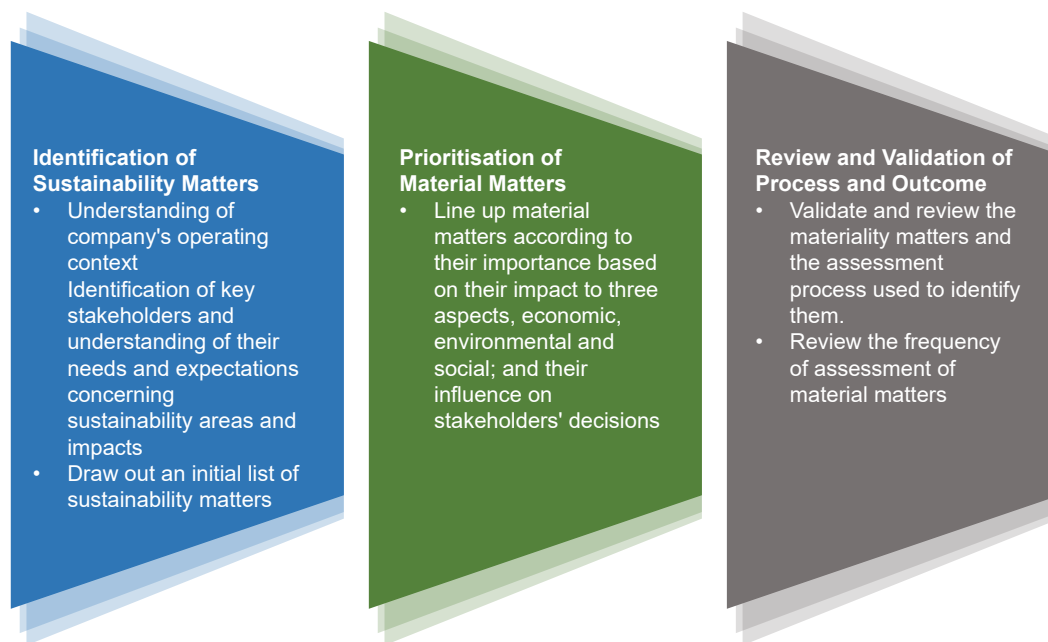 Identification of
Sustainability Matters
• Understanding of
company's operating
context
Identification of key
stakeholders and
understanding of their
needs and expectations
concerning
sustainability areas and
impacts
• Draw out an initial list of
sustainability matters
Prioritisation of
Material Matters
• Line up material
matters according to
their importance based
on their impact to three
aspects, economic,
environmental and
social; and their
influence on
stakeholders' decisions
Review and Validation of
Process and Outcome
• Validate and review the
materiality matters and
the assessment
process used to identify
them.
• Review the frequency
of assessment of
material matters